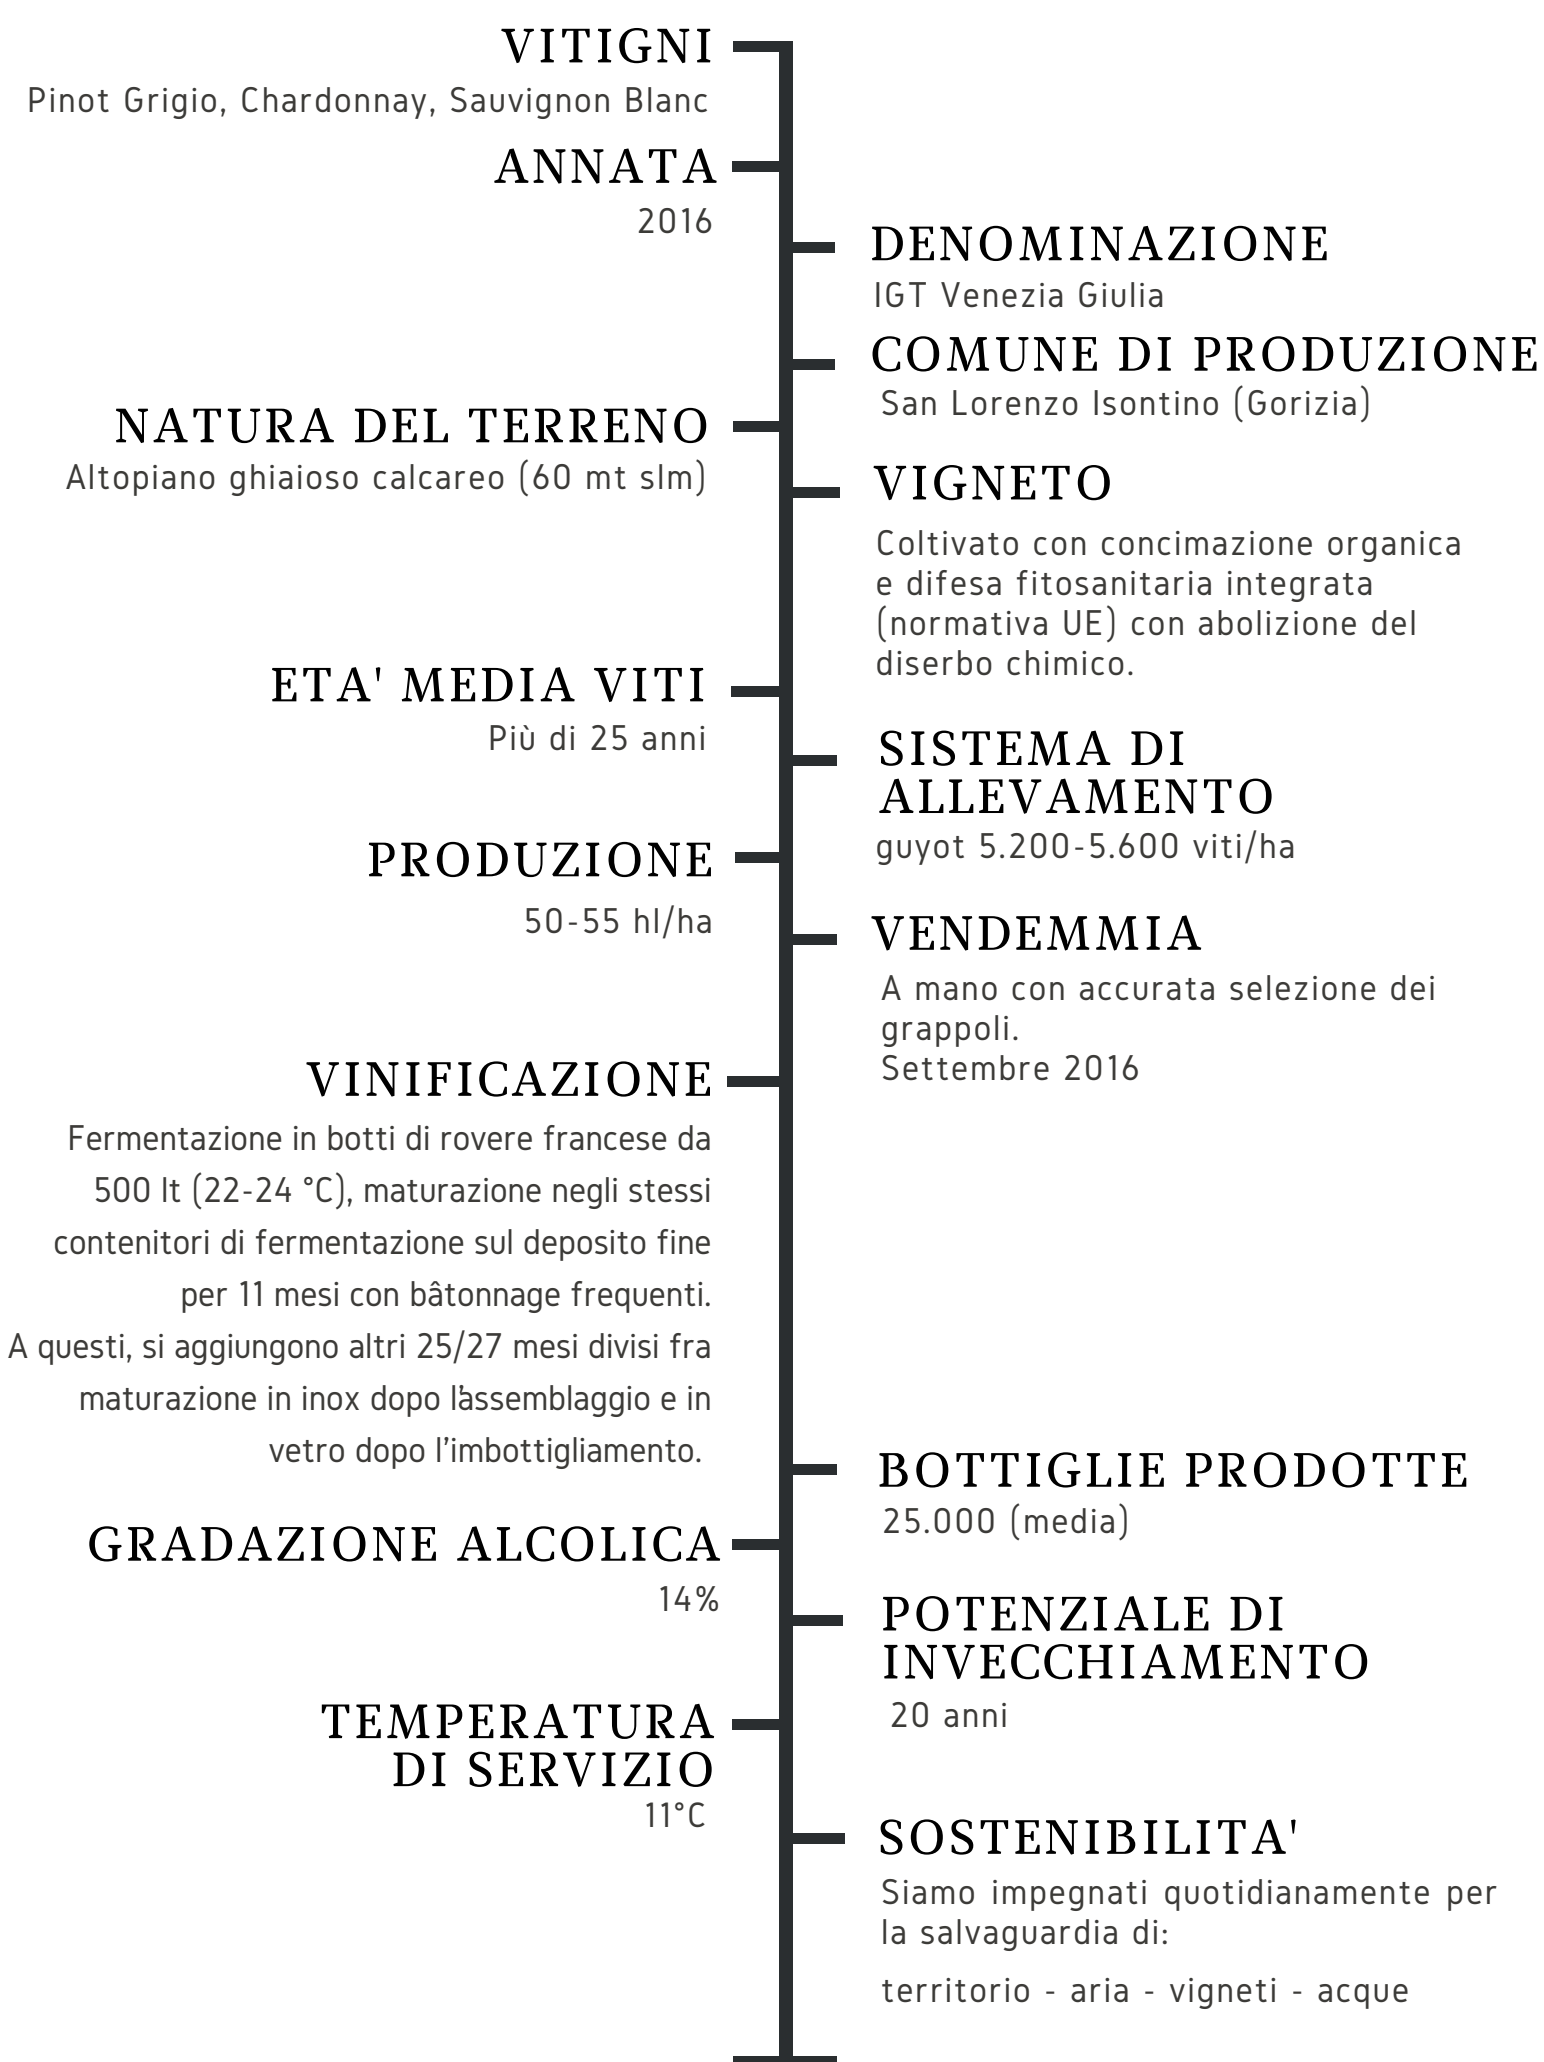 VITIGNI
Pinot Grigio, Chardonnay, Sauvignon Blanc
ANNATA
2016
DENOMINAZIONE
IGT Venezia Giulia
COMUNE DI PRODUZIONE
San Lorenzo Isontino (Gorizia)
NATURA DEL TERRENO
Altopiano ghiaioso calcareo (60 mt slm)
VIGNETO
Coltivato con concimazione organica
e difesa fitosanitaria integrata
(normativa UE) con abolizione del
diserbo chimico.
ETA' MEDIA VITI
Più di 25 anni
SISTEMA DI
ALLEVAMENTO
guyot 5.200-5.600 viti/ha
PRODUZIONE
50-55 hl/ha
VENDEMMIA
A mano con accurata selezione dei
grappoli.
Settembre 2016
VINIFICAZIONE
Fermentazione in botti di rovere francese da
500 lt (22-24 °C), maturazione negli stessi
contenitori di fermentazione sul deposito fine
per 11 mesi con bâtonnage frequenti.
A questi, si aggiungono altri 25/27 mesi divisi fra
maturazione in inox dopo l'assemblaggio e in
vetro dopo l'imbottigliamento.
BOTTIGLIE PRODOTTE
25.000 (media)
GRADAZIONE ALCOLICA
14%
POTENZIALE DI
INVECCHIAMENTO
20 anni
TEMPERATURA
DI SERVIZIO
11°C
SOSTENIBILITA'
Siamo impegnati quotidianamente per
la salvaguardia di:
territorio - aria - vigneti - acque